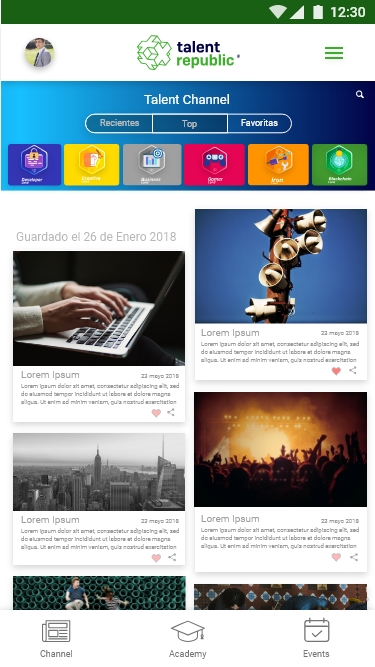 12:30
talent
republic
Talent Channel
Recientes
Top
Favoritas
Developer
Creative
Business
Gamer
Blockchain
Guardado el 26 de Enero 2018
Lorem Ipsum 23 mayo 2018
Lorem ipsum dolor sit amet, consectetur adipiscing elit, sed
do eiusmod tempor incididunt ut labore et dolore magna
aliqua. Ut enim ad minim veniam, quis nostrud exercitation
Lorem Ipsum 23 mayo 2018
Lorem ipsum dolor sit amet, consectetur adipiscing elit, sed
do eiusmod tempor incididunt ut labore et dolore magna
aliqua. Ut enim ad minim veniam, quis nostrud exercitation
Lorem Ipsum 23 mayo 2018
Lorem ipsum dolor sit amet, consectetur adipiscing elit, sed
do eiusmod tempor incididunt ut labore et dolore magna
aliqua. Ut enim ad minim veniam, quis nostrud exercitation
Lorem Ipsum 23 mayo 2018
Lorem ipsum dolor sit amet, consectetur adipiscing elit, sed
do eiusmod tempor incididunt ut labore et dolore magna
aliqua. Ut enim ad minim veniam, quis nostrud exercitation
Channel
Academy
Events